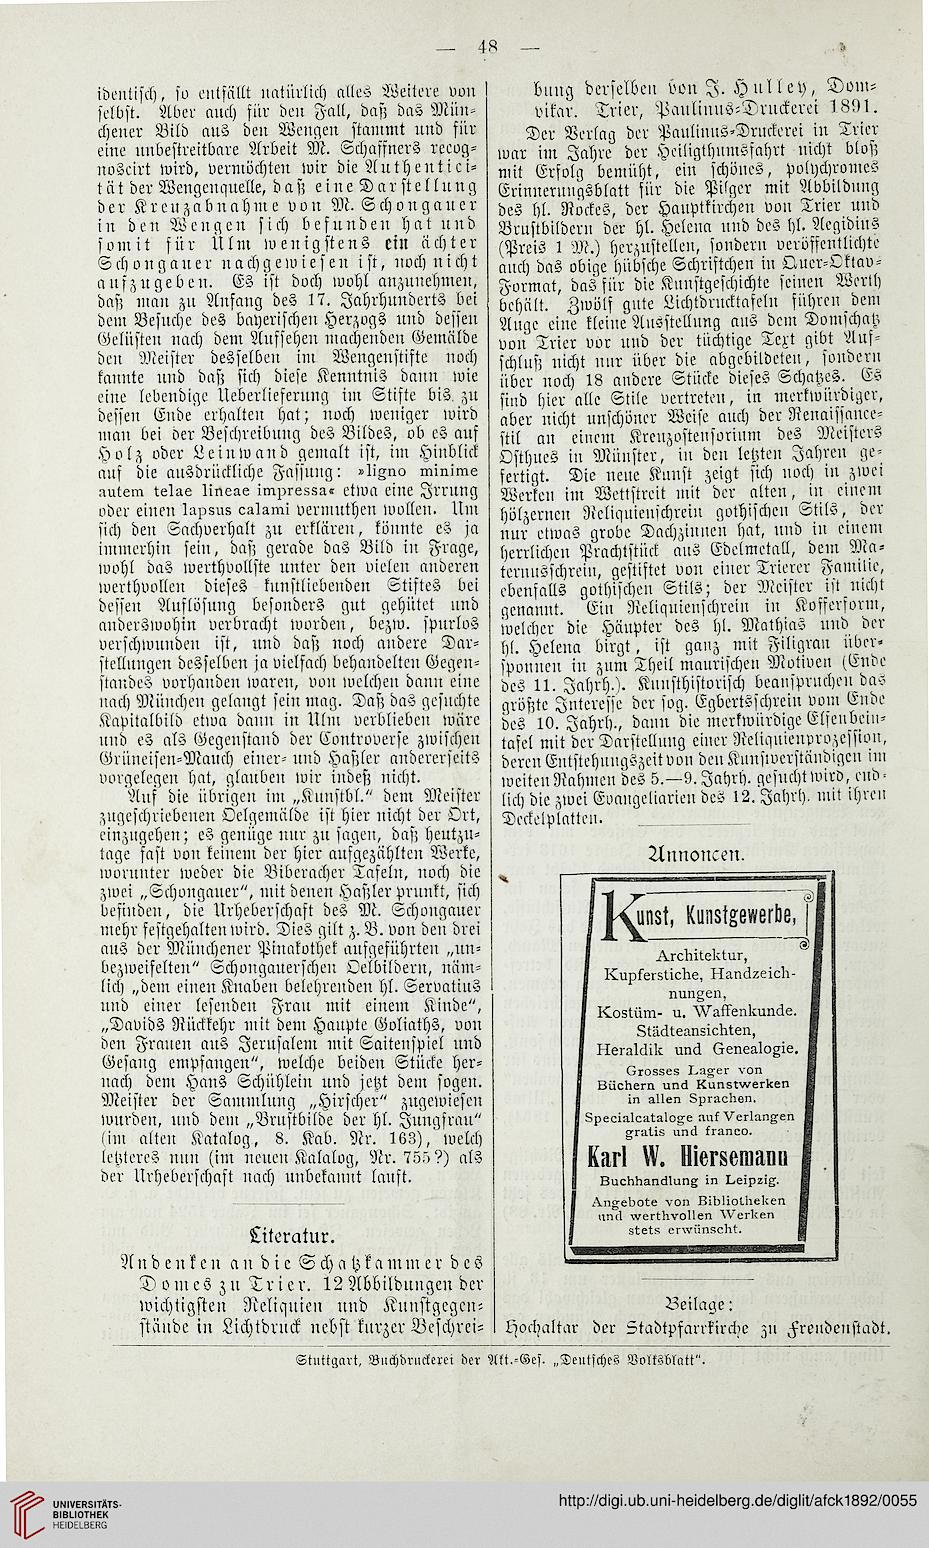 — 48 —
identisch, so entfällt natürlich alles Weitere von
selbst. Aber auch für den Fall, daß das Mün-
chener Bild aus den Wengen stammt und für
eine unbestreitbare Arbeit M. Schaffners recog-
noscirt wird, vermöchten wir die Authentici-
tät der Wengenquelle, daß eine Darstellung
der Kreuzabnahme von M. Schongauer
in den Wengen sich befunden hat und
somit für Ulm wenigstens ein ächter
Schongauer nachgewiesen ist, noch nicht
aufzugeben. Es ist doch wohl anzunehmen,
daß man zu Anfang des 17. Jahrhunderts bei
dem Besuche des bayerischen Herzogs und dessen
Gelüsten nach dem Aufsehen machenden Gemälde
den Meister desselben im Wengenstifte noch
kannte und daß sich diese Kenntnis dann wie
eine lebendige Ueberlieferung im Stifte bis zu
dessen Ende erhalten hat; noch weniger wird
man bei der Beschreibung des Bildes, ob es auf
Holz oder Leinwand gemalt ist, im Hinblick
auf die ausdrückliche Fassung: »ligno minime
autem telae lineae impressa« etwa eine Irrung
oder einen lapsus calami vermuthen wollen. Um
sich den Sachverhalt zu erklären, könnte es ja
immerhin sein, daß gerade das Bild in Frage,
wohl das werthvollste unter den vielen anderen
werthvollen dieses kunstliebenden Stiftes bei
dessen Auflösung besonders gut gehütet und
anderswohin verbracht worden, bezw. spurlos
verschwunden ist, und daß noch andere Dar-
stellungen desselben ja vielfach behandelten Gegen-
standes vorhanden waren, von welchen dann eine
nach München gelangt sein mag. Daß das gesuchte
Kapitalbild etwa dann in Ulm verblieben wäre
und es als Gegenstand der Controverse zwischen
Grüneisen-Mauch einer- und Haßler andererseits
vorgelegen hat, glauben wir indeß nicht.
Auf die übrigen im „Kunstbl.“ dem Meister
zugeschriebenen Oelgemälde ist hier nicht der Ort,
einzugehen; es genüge nur zu sagen, daß heutzu-
tage fast von keinem der hier aufgezählten Werke,
worunter weder die Biberacher Tafeln, noch die
zwei „Schongauer“, mit denen Haßler prunkt, sich
befinden, die Urheberschaft des M. Schongauer
mehr festgehalten wird. Dies gilt z. B. von den drei
aus der Münchener Pinakothek aufgeführten „un-
bezweifelten“ Schongauerschen Oelbildern, näm-
lich „dem einen Knaben belehrenden hl. Servatius
und einer lesenden Frau mit einem Kinde“,
„Davids Rückkehr mit dem Haupte Goliaths, von
den Frauen aus Jerusalem mit Saitenspiel und
Gesang empfangen“, welche beiden Stücke her-
nach dem Hans Schühlein und jetzt dem sogen.
Meister der Sammlung „Hirscher“ zugewiesen
wurden, und dem „Brustbilde der hl. Jungfrau“
(im alten Katalog, 8. Kab. Nr. 163), welch
letzteres nun (im neuen Kalalog, Nr. 755?) als
der Urheberschaft nach unbekannt lauft.
Literatur.
Andenken an die Schatzkammer des
Domes zu Trier. 12 Abbildungen der
wichtigsten Reliquien und Kunstgegen-
stände in Lichtdruck nebst kurzer Beschrei-
bung derselben von J. Hulley, Dom-
vikar. Trier, Paulinus-Druckerei 1891.
Der Verlag der Paulinus-Druckerei in Trier
war im Jahre der Heiligthumsfahrt nicht bloß
mit Erfolg bemüht, ein schönes, polychromes
Erinnerungsblatt für die Pilger mit Abbildung
des hl. Rockes, der Hauptkirchen von Trier und
Brustbildern der hl. Helena und des hl. Aegidius
(Preis 1 M.) herzustellen, sondern veröffentlichte
auch das obige hübsche Schriftchen in Quer-Oktav-
Format, das für die Kunstgeschichte seinen Werth
behält. Zwölf gute Lichtdrucktafeln führen dem
Auge eine kleine Ausstellung aus dem Domschatz
von Trier vor und der tüchtige Text gibt Auf-
schluß nicht nur über die abgebildeten, sondern
über noch 18 andere Stücke dieses Schatzes. Es
sind hier alle Stile vertreten, in merkwürdiger,
aber nicht unschöner Weise auch der Renaissance-
stil an einem Kreuzostensorium des Meisters
Osthues in Münster, in den letzten Jahren ge-
fertigt. Die neue Kunst zeigt sich noch in zwei
Werken im Wettstreit mit der alten, in einem
hölzernen Reliquienschrein gothischen Stils, der
nur etwas grobe Dachzinnen hat, und in einem
herrlichen Prachtstück aus Edelmetall, dem Ma-
ternusschrein, gestiftet von einer Trierer Familie,
ebenfalls gothischen Stils; der Meister ist nicht
genannt. Ein Reliquienschrein in Kofferform,
welcher die Häupter des hl. Mathias und der
hl. Helena birgt, ist ganz mit Filigran über-
sponnen in zum Theil maurischen Motiven (Ende
des 11. Jahrh.). Kunsthistorisch beanspruchen das
größte Interesse der sog. Egbertsschrein vom Ende
des 10. Jahrh., dann die merkwürdige Elfenbein-
tafel mit der Darstellung einer Reliquienprozession,
deren Entstehungszeit von den Kunstverständigen im
weiten Rahmen des 5.—9. Jahrh. gesucht wird, end-
lich die zwei Evangeliarien des 12. Jahrh. mit ihren
Deckelplatten.
Annoncen.
Kunst, Kunstgewerbe,
Architektur,
Kupferstiche, Handzeich-
nungen,
Kostüm- u. Waffenkunde.
Städteansichten,
Heraldik und Genealogie.
Grosses Lager von
Büchern und Kunstwerken
in allen Sprachen.
Specialcataloge auf Verlangen
gratis und franco.
Karl W. Hiersemann
Buchhandlung in Leipzig.
Angebote von Bibliotheken
und werthvollen Werken
stets erwünscht.
Beilage:
Hochaltar der Stadtpfarrkirche zu Freudenstadt.
Stuttgart, Buchdruckerei der Akt.-Ges. „Deutsches Volksblatt“.
UNIVERSITÄTS-
BIBLIOTHEK
HEIDELBERG
http://digi.ub.uni-heidelberg.de/diglit/afck1892/0055